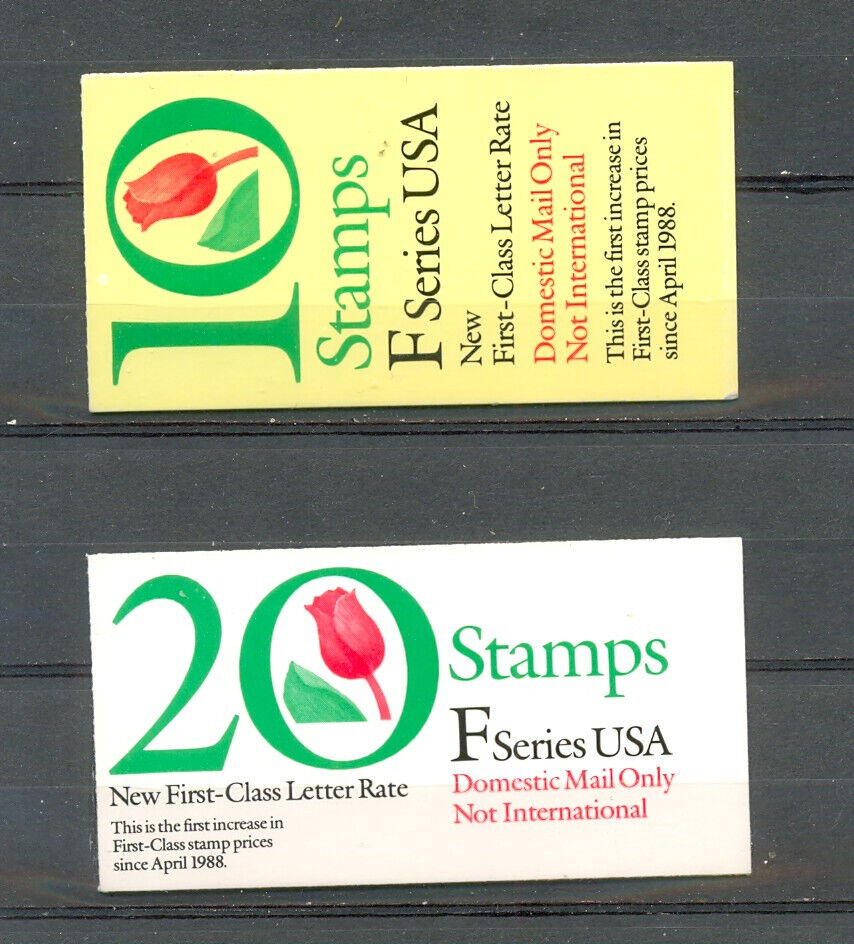 10
Stamps
F Series USA
New
First-Class Letter Rate
Domestic Mail Only
Not International
This is the first increase in
First-Class stamp prices
since April 1988.
20 Stamps
F Series USA
New First-Class Letter Rate
Domestic Mail Only
Not International
This is the first increase in
First-Class stamp prices
since April 1988.